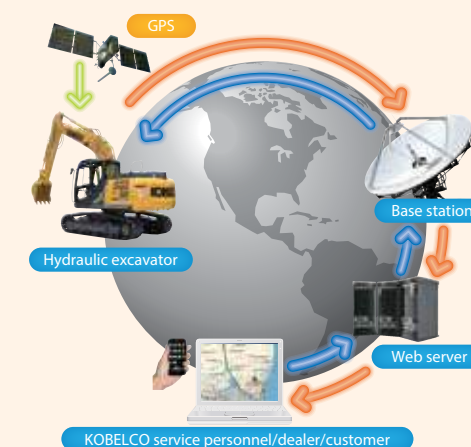 GPS
Base station
Hydraulic excavator
Web server
KOBELCO service personnel/dealer/customer